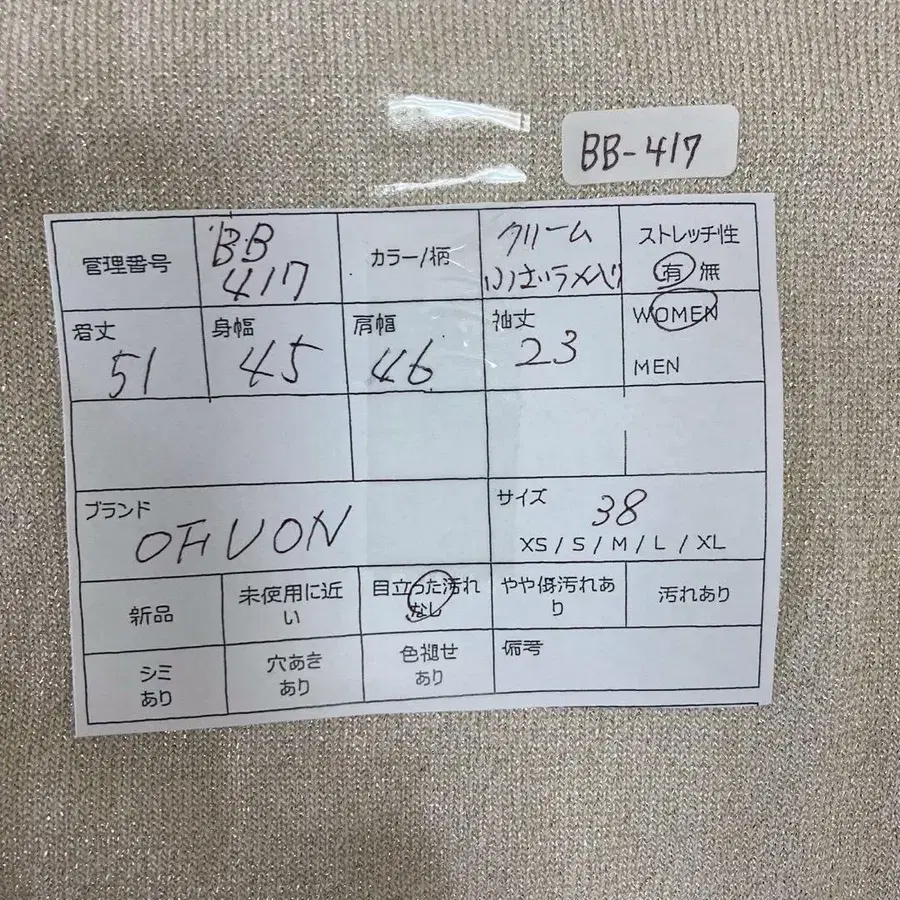 BB-417
管理番号
BB
417
カラー/柄
クリーム
ラメ入り
ストレッチ性
有 無
着丈
51
身幅
45
肩幅
46
袖丈
23
WOMEN
MEN
ブランド
サイズ
38
XS / S / M / L / XL
新品
未使用に近
い
目立った汚れ
なし
やや傷汚れあ
り
汚れあり
シミ
あり
穴あき
あり
色褪せ
あり
備考